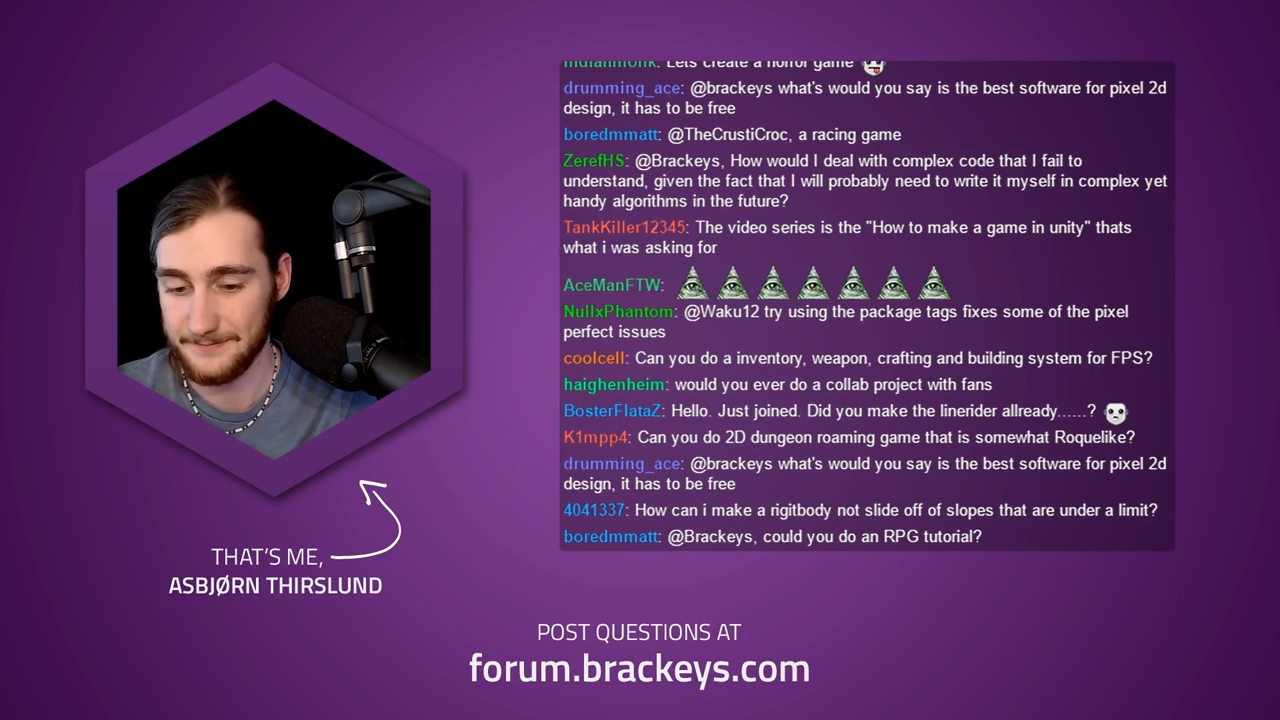 indianmonk: Lets create a horror game
drumming_ace: @brackeys what's would you say is the best software for pixel 2d
design, it has to be free
boredmmatt: @TheCrustiCroc, a racing game
ZerefHS: @Brackeys, How would I deal with complex code that I fail to
understand, given the fact that I will probably need to write it myself in complex yet
handy algorithms in the future?
TankKiller12345: The video series is the "How to make a game in unity" thats
what i was asking for
AceManFTW:
NullxPhantom: @Waku12 try using the package tags fixes some of the pixel
perfect issues
coolcell: Can you do a inventory, weapon, crafting and building system for FPS?
haighenheim: would you ever do a collab project with fans
BosterFlataZ: Hello. Just joined. Did you make the linerider allready......?
K1mpp4: Can you do 2D dungeon roaming game that is somewhat Roquelike?
drumming_ace: @brackeys what's would you say is the best software for pixel 2d
design, it has to be free
4041337: How can i make a rigitbody not slide off of slopes that are under a limit?
boredmmatt: @Brackeys, could you do an RPG tutorial?
THAT'S ME,
ASBJØRN THIRSLUND
POST QUESTIONS AT
forum.brackeys.com